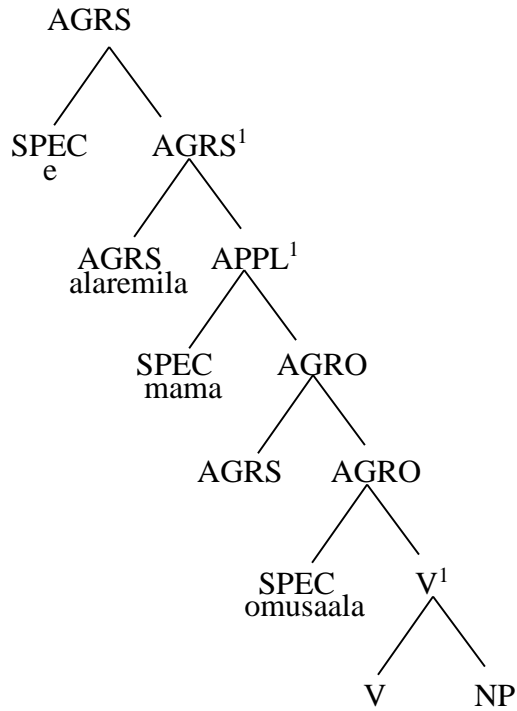 AGRS
SPEC AGRS¹
e
AGRS APPL¹
alaremila
SPEC AGRO
mama
AGRS AGRO
SPEC V¹
omusaala
V NP